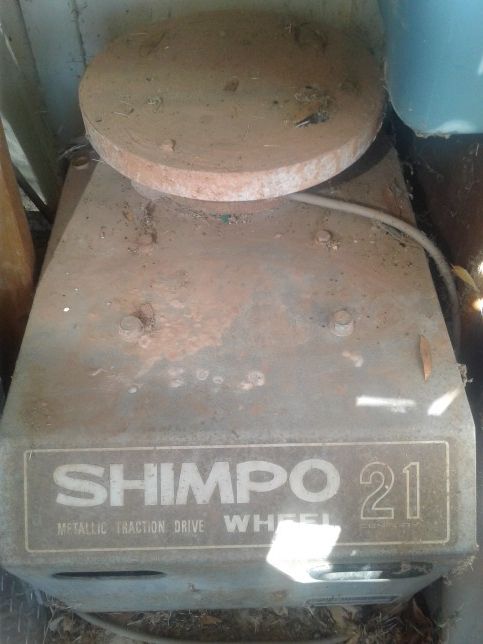 SHIMPO 21
METALLIC TRACTION DRIVE WHEEL